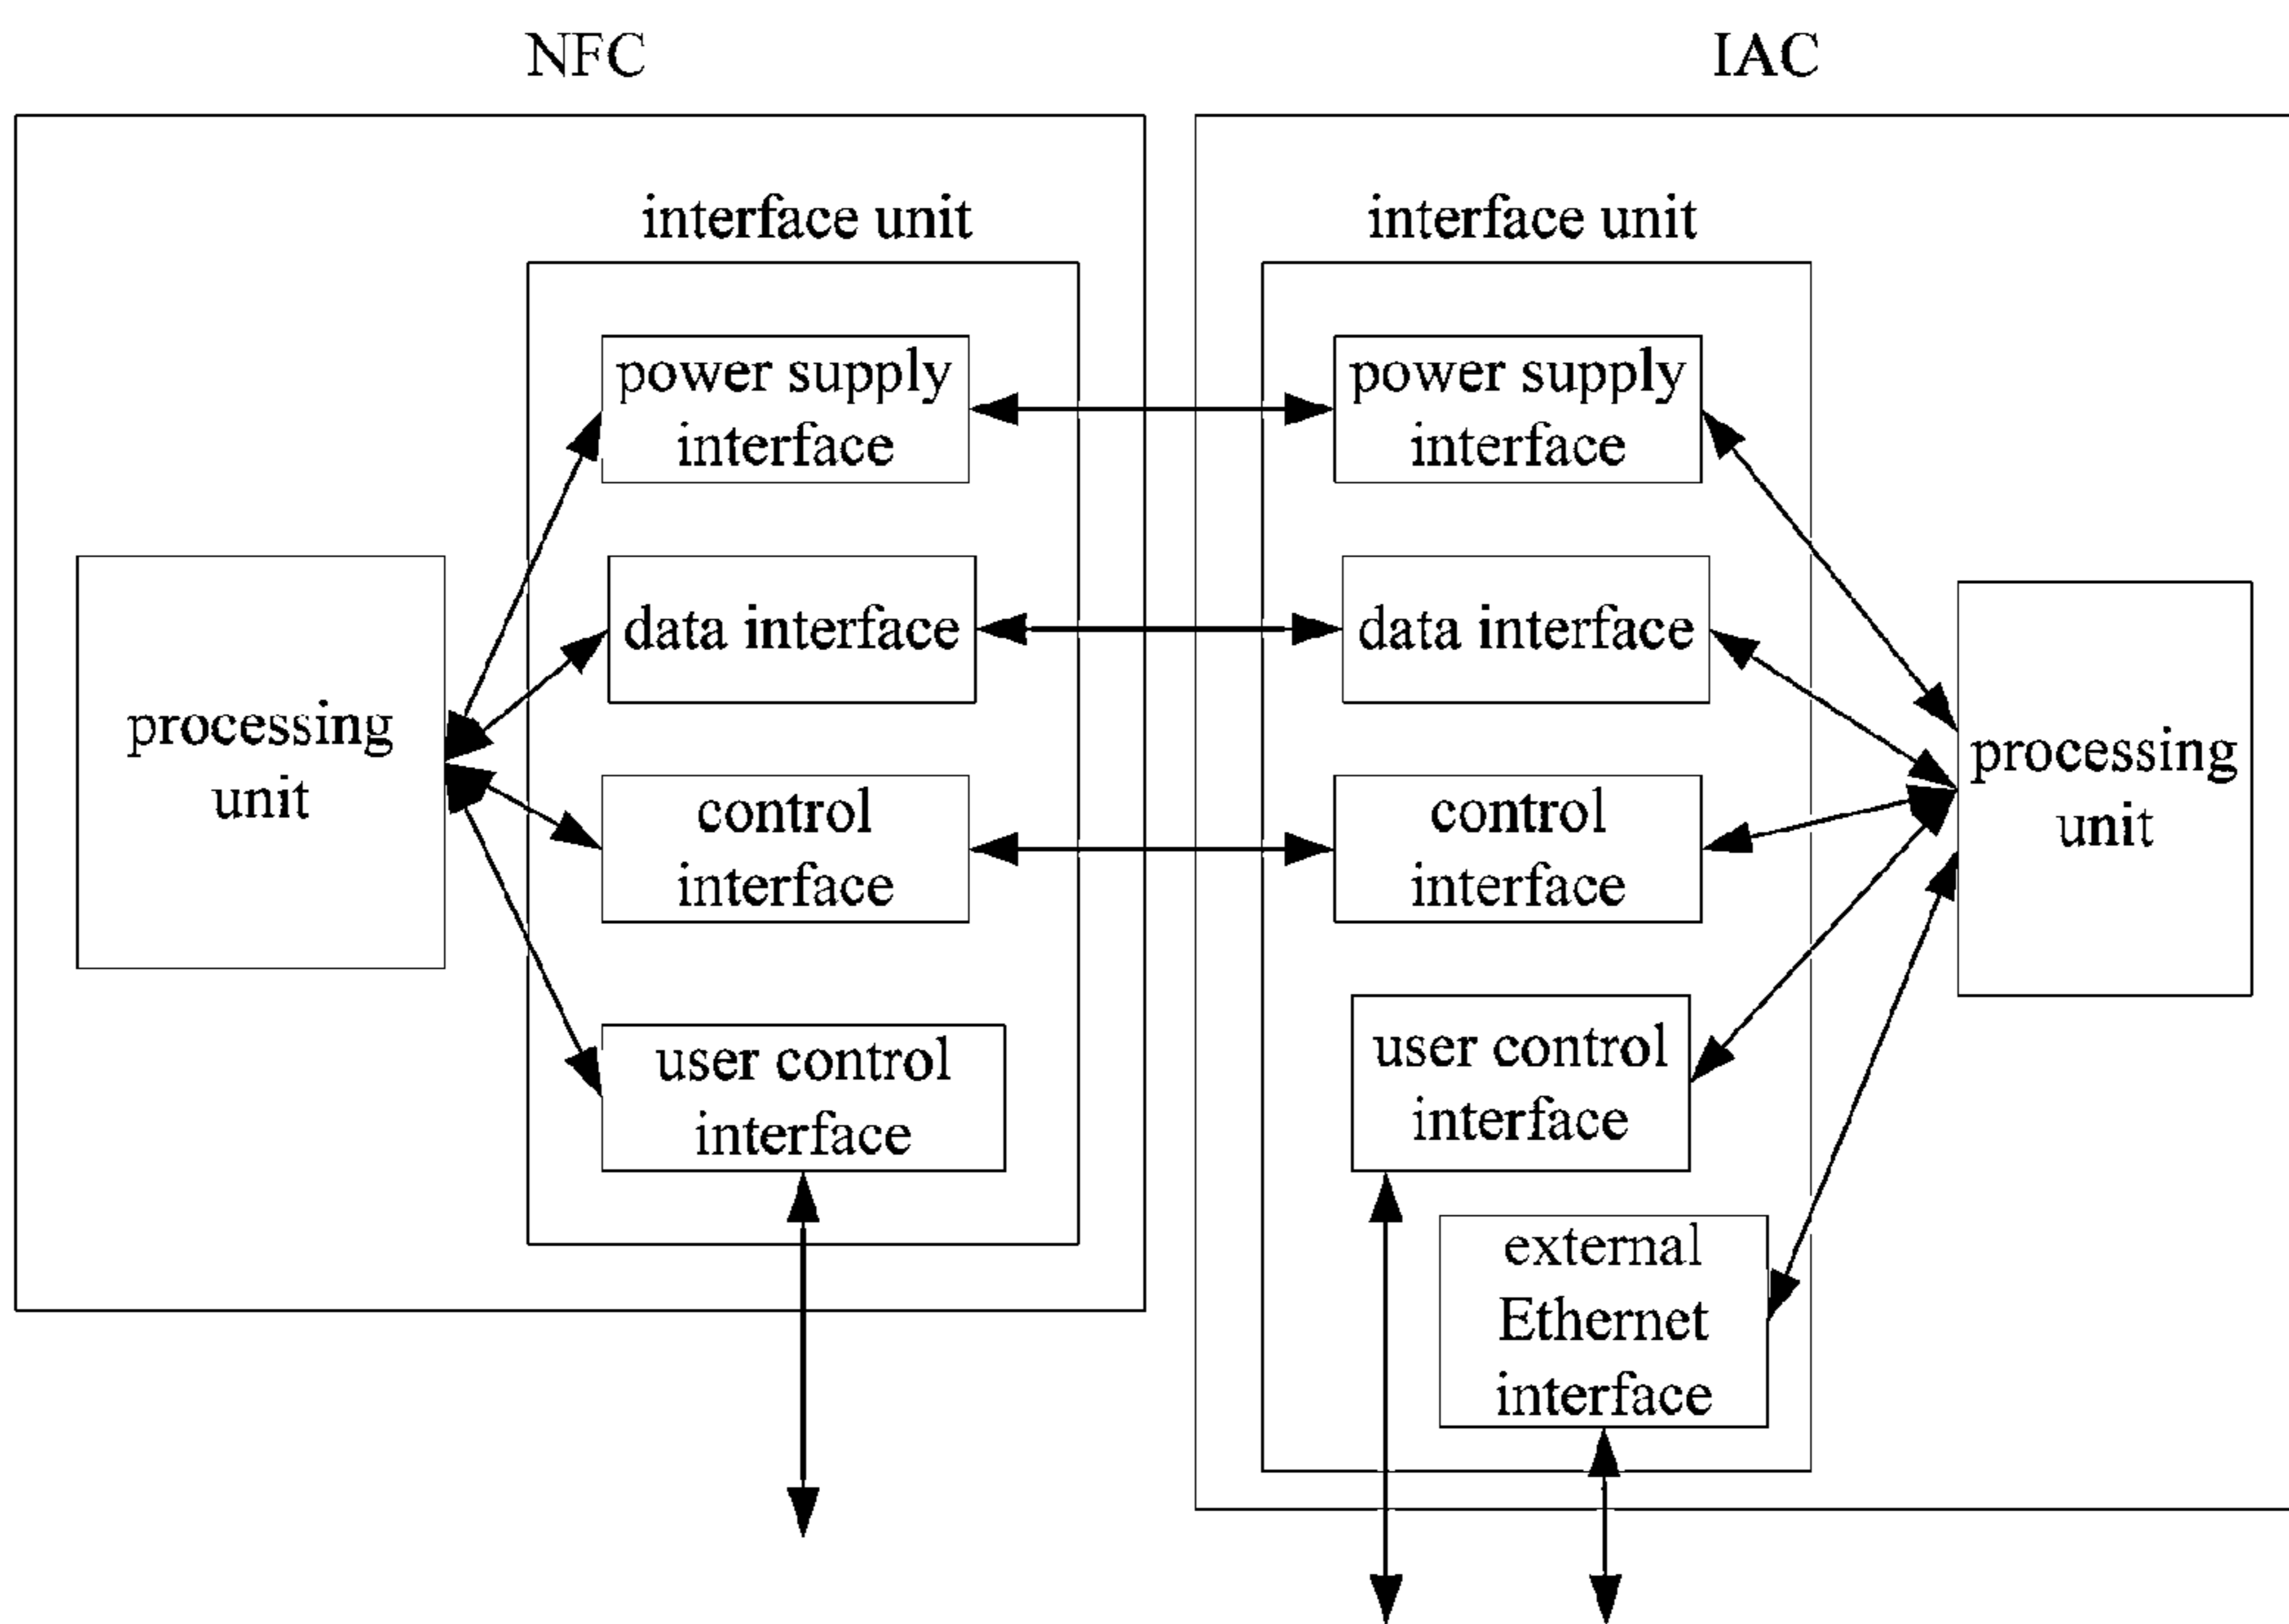 NFC
IAC
interface unit
interface unit
power supply
interface
power supply
interface
data interface
data interface
processing
unit
processing
unit
control
interface
control
interface
user control
interface
user control
interface
external
Ethernet
interface